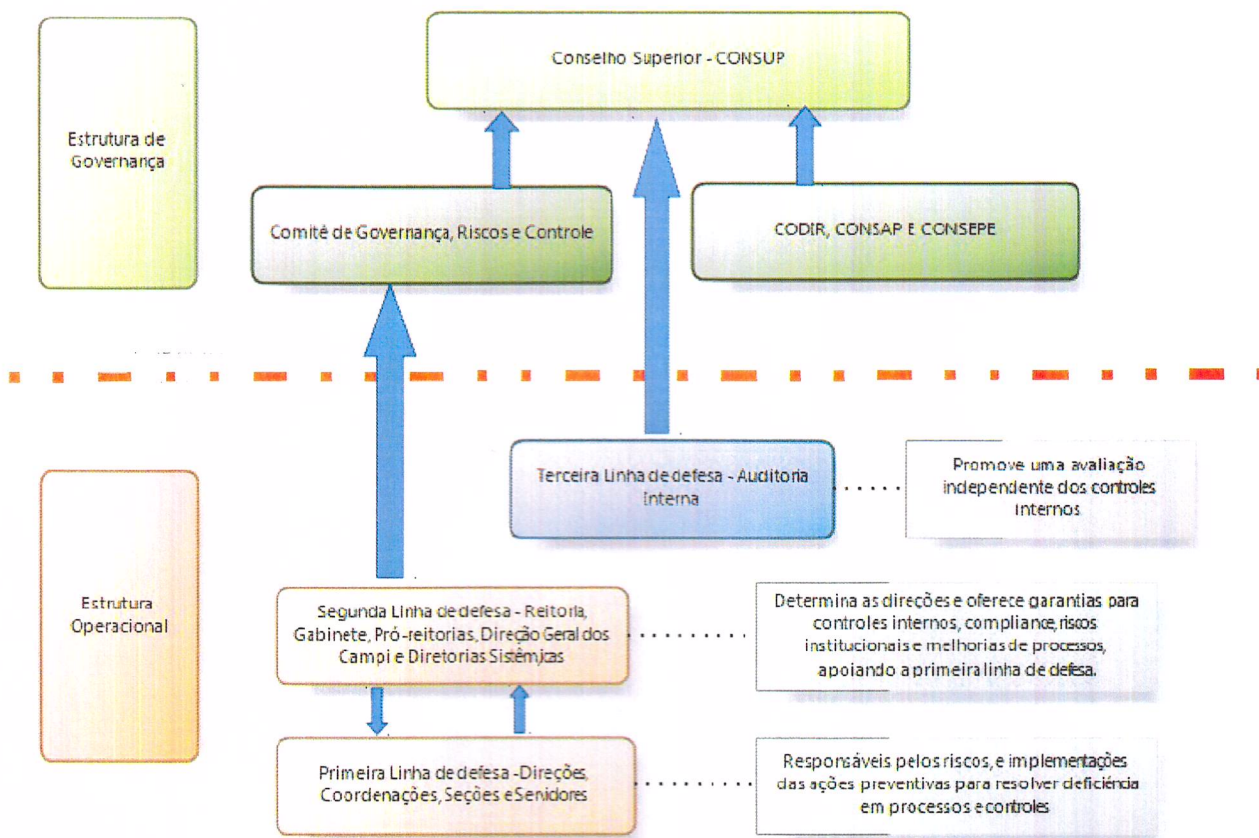 Conselho Superior - CONSUP
Estrutura de
Governança
Comitê de Governança, Riscos e Controle
CODIR, CONSAP E CONSEPE
Terceira Linha de defesa - Auditoria
Interna
Promove uma avaliação
independente dos controles
internos
Estrutura
Operacional
Segunda Linha de defesa - Reitoria,
Gabinete, Pró-reitorias, Direção Geral dos
Campi e Diretorias Sistêmicas
Determina as direções e oferece garantias para
controles internos, compliance, riscos
institucionais e melhorias de processos,
apoiando a primeira linha de defesa.
Primeira Linha de defesa -Direções,
Coordenações, Seções e Servidores
Responsáveis pelos riscos, e implementações
das ações preventivas para resolver deficiência
em processos e controles